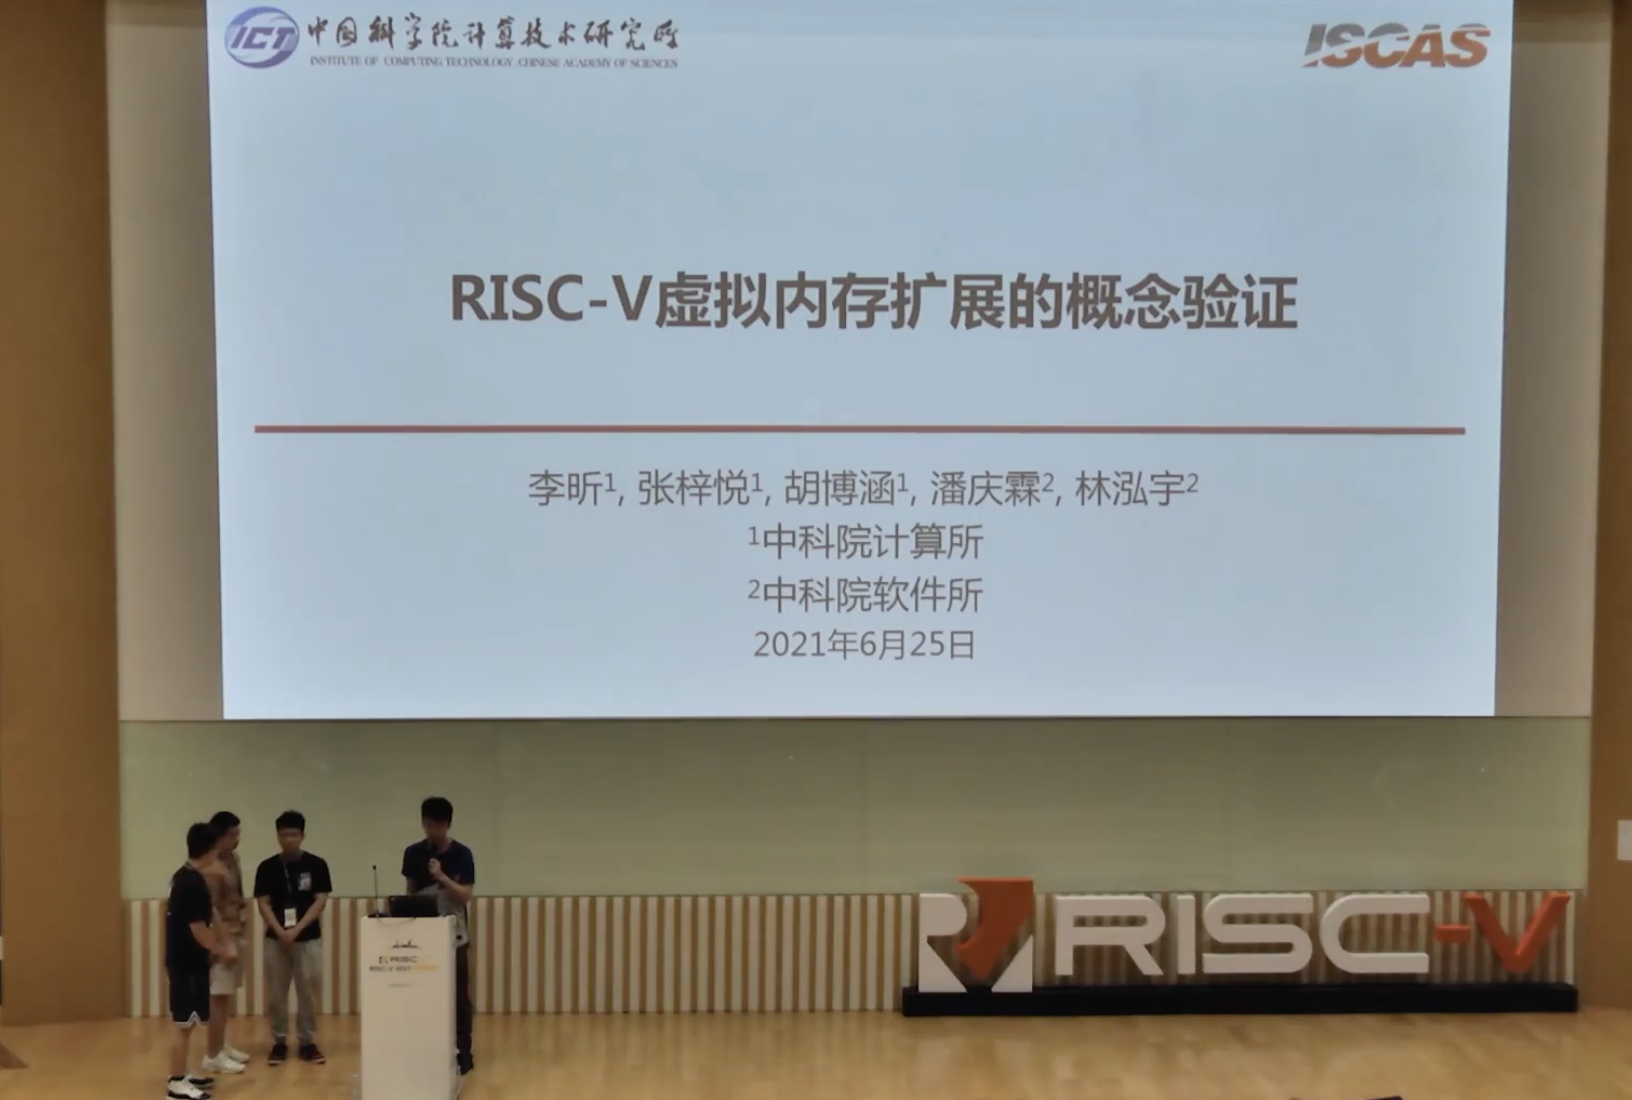 ICT 中国科学院计算技术研究所
INSTITUTE OF COMPUTING TECHNOLOGY, CHINESE ACADEMY OF SCIENCES
ISCAS
RISC-V虚拟内存扩展的概念验证
李昕¹, 张梓悦¹, 胡博涵¹, 潘庆霖², 林泓宇²
¹中科院计算所
²中科院软件所
2021年6月25日
RISC-V
RISC